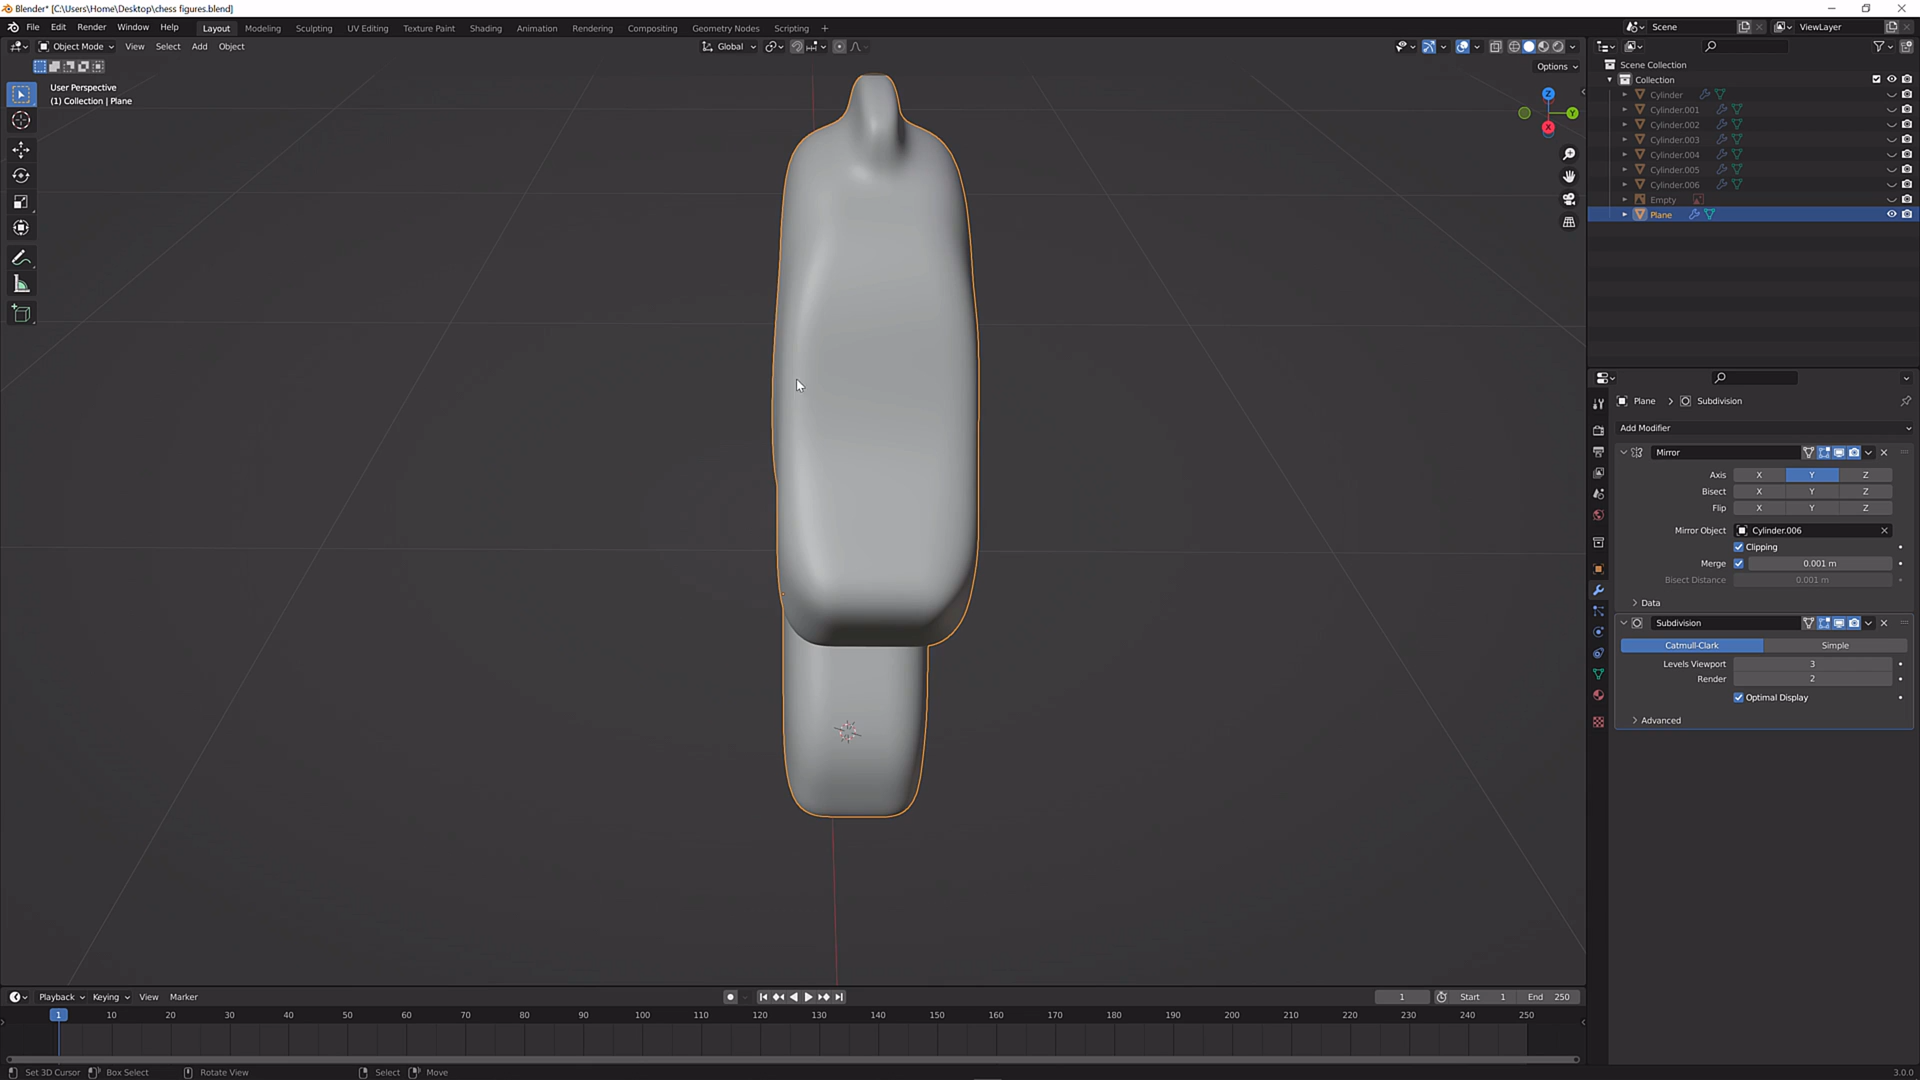 Blender* [C:\Users\Home\Desktop\chess figures.blend]
File Edit Render Window Help Layout Modeling Sculpting UV Editing Texture Paint Shading Animation Rendering Compositing Geometry Nodes Scripting + Scene ViewLayer
Object Mode View Select Add Object Global
Options
User Perspective
(1) Collection | Plane
Z
Y
X
Scene Collection
Collection
Cylinder
Cylinder.001
Cylinder.002
Cylinder.003
Cylinder.004
Cylinder.005
Cylinder.006
Empty
Plane
Plane > Subdivision
Add Modifier
Mirror
Axis X Y Z
Bisect X Y Z
Flip X Y Z
Mirror Object Cylinder.006
Clipping
Merge 0.001 m
Bisect Distance 0.001 m
Data
Subdivision
Catmull-Clark Simple
Levels Viewport 3
Render 2
Optimal Display
Advanced
Playback Keying View Marker 1 Start 1 End 250
1 10 20 30 40 50 60 70 80 90 100 110 120 130 140 150 160 170 180 190 200 210 220 230 240 250
Set 3D Cursor Box Select Rotate View Select Move 3.0.0